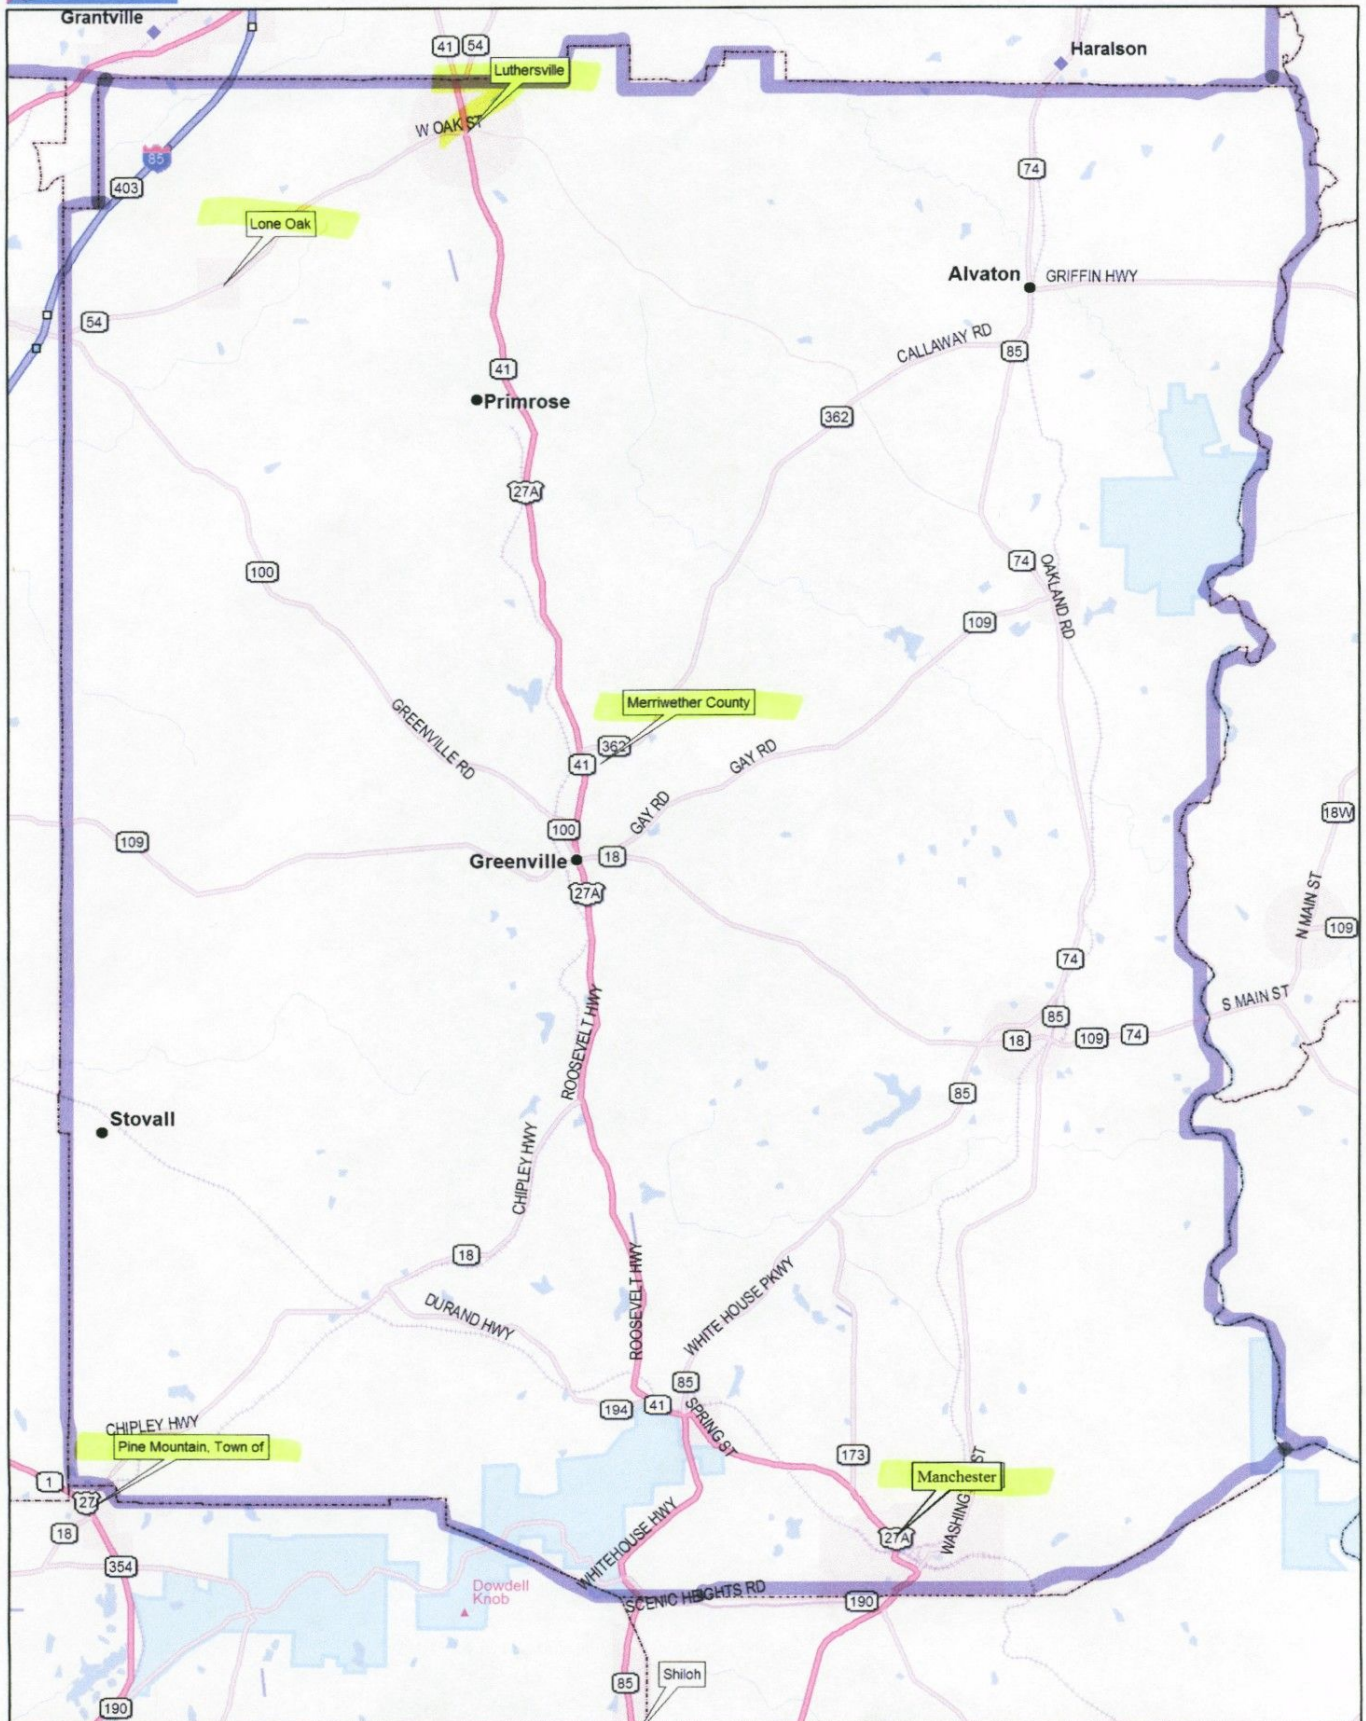 Grantville
41 54
Haralson
Luthersville
W OAK ST
85
74
403
Lone Oak
Alvaton
GRIFFIN HWY
54
CALLAWAY RD
85
41
Primrose
362
27A
74
100
OAKLAND RD
109
Merriwether County
GREENVILLE RD
362
41
GAY RD
GAY RD
18W
100
109
Greenville
18
27A
N MAIN ST
109
74
S MAIN ST
ROOSEVELT HWY
85
18
109
74
85
Stovall
CHIPLEY HWY
18
ROOSEVELT HWY
WHITE HOUSE PKWY
DURAND HWY
85
194
41
SPRING ST
CHIPLEY HWY
Pine Mountain, Town of
173
ST
Manchester
1
27
WASHING
18
27A
WHITEHOUSE HWY
354
Dowdell
Knob
SCENIC HEIGHTS RD
190
Shiloh
85
190